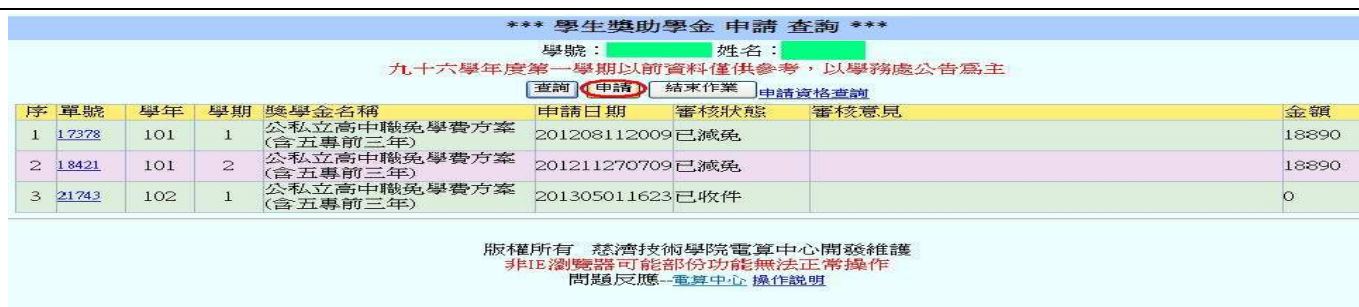 *** 學生獎助學金 申請 查詢 ***
學號： 姓名：
九十六學年度第一學期以前資料僅供參考，以學務處公告為主
查詢 申請 結束作業 申請資格查詢
序 單號 學年 學期 獎學金名稱 申請日期 審核狀態 審核意見 金額
1 17378 101 1 公私立高中職免學費方案 201208112009 已減免 18890
(含五專前三年)
2 18421 101 2 公私立高中職免學費方案 201211270709 已減免 18890
(含五專前三年)
3 21743 102 1 公私立高中職免學費方案 201305011623 已收件 0
(含五專前三年)
版權所有 慈濟技術學院電算中心開發維護
非IE瀏覽器可能部份功能無法正常操作
問題反應--電算中心 操作說明